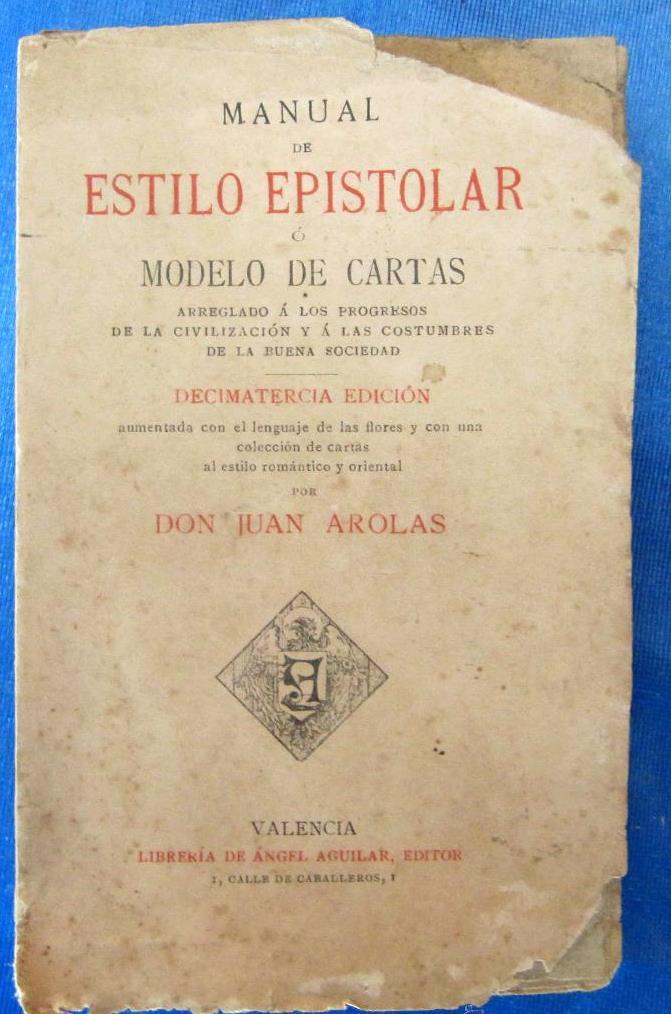 MANUAL
DE
ESTILO EPISTOLAR
Ó
MODELO DE CARTAS
ARREGLADO Á LOS PROGRESOS
DE LA CIVILIZACIÓN Y Á LAS COSTUMBRES
DE LA BUENA SOCIEDAD
DECIMATERCIA EDICIÓN
aumentada con el lenguaje de las flores y con una
colección de cartas
al estilo romántico y oriental
POR
DON JUAN AROLAS
VALENCIA
LIBRERÍA DE ÁNGEL AGUILAR, EDITOR
1, CALLE DE CABALLEROS, 1